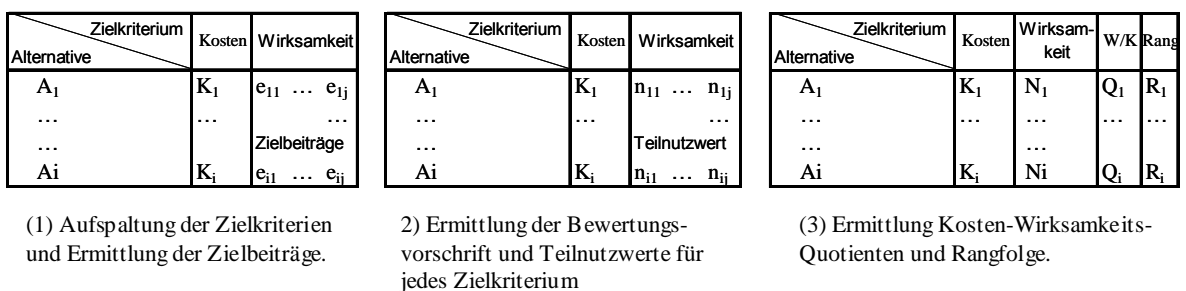 Zielkriterium Kosten Wirksamkeit
Alternative
A1 K1 e11 … e1j
… … …
… Zielbeiträge
Ai Ki ei1 … eij
(1) Aufspaltung der Zielkriterien
und Ermittlung der Zielbeiträge.
Zielkriterium Kosten Wirksamkeit
Alternative
A1 K1 n11 … n1j
… … …
… Teilnutzwert
Ai Ki ni1 … nij
2) Ermittlung der Bewertungs-
vorschrift und Teilnutzwerte für
jedes Zielkriterium
Zielkriterium Kosten Wirksam-
keit W/K Rang
Alternative
A1 K1 N1 Q1 R1
… … … … …
… …
Ai Ki Ni Qi Ri
(3) Ermittlung Kosten-Wirksamkeits-
Quotienten und Rangfolge.